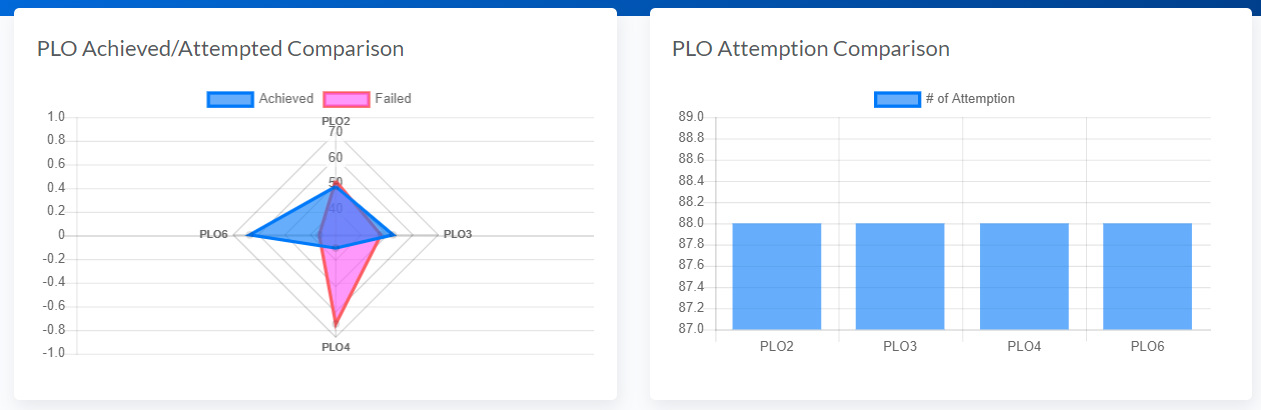 PLO Achieved/Attempted Comparison
Achieved Failed
1.0
0.8
0.6
0.4
0.2
0
-0.2
-0.4
-0.6
-0.8
-1.0
PLO2
70
60
50
40
PLO6
PLO3
PLO4
PLO Attemption Comparison
# of Attemption
89.0
88.8
88.6
88.4
88.2
88.0
87.8
87.6
87.4
87.2
87.0
PLO2 PLO3 PLO4 PLO6